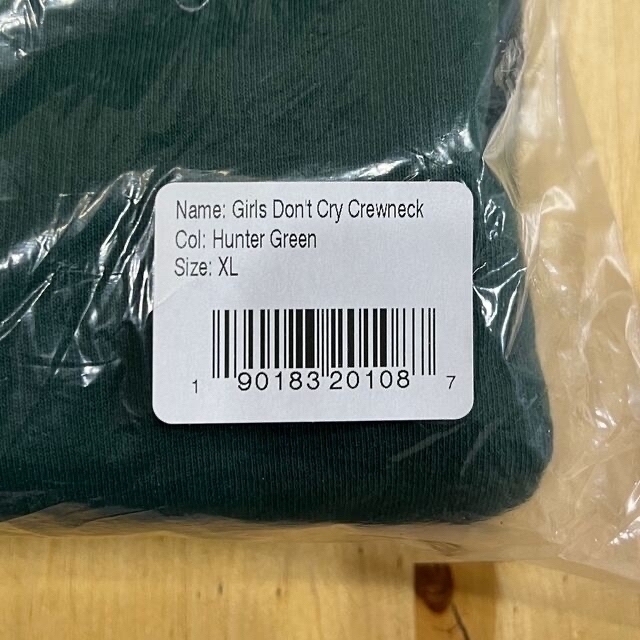 Name: Girls Don't Cry Crewneck
Col: Hunter Green
Size: XL
1 90183 20108 7